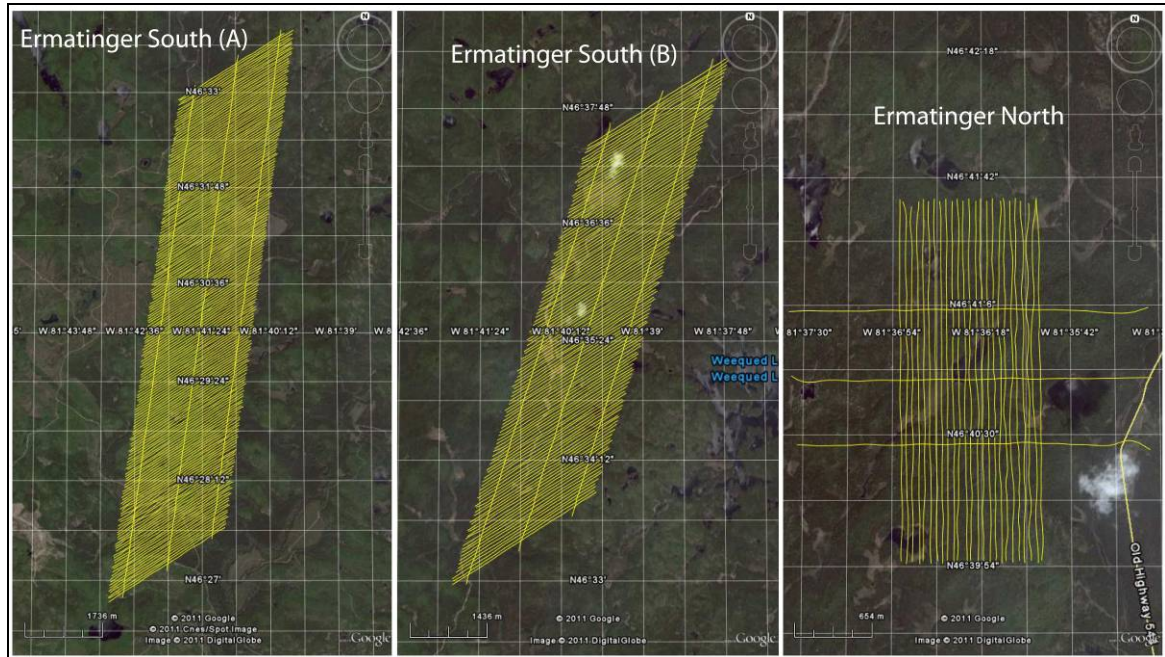 Ermatinger South (A)
N
N46°33'
N46°31'48"
N46°30'36"
W 81°43'48" W 81°42'36" W 81°41'24" W 81°40'12" W 81°39'
N46°29'24"
N46°28'12"
N46°27'
1736 m
© 2011 Google
© 2011 Cnes/Spot Image
Image © 2011 DigitalGlobe
Google
Ermatinger South (B)
N
N46°37'48"
N46°36'36"
42'36" W 81°41'24" W 81°40'12" W 81°39' W 81°37'48"
N46°35'24"
Weequed L
Weequed L
N46°34'12"
N46°33'
1436 m
© 2011 Google
Image © 2011 DigitalGlobe
Google
Ermatinger North
N
N46°42'18"
N46°41'42"
N46°41'6"
81°37'30" W 81°36'54" W 81°36'18" W 81°35'42" W 81°
N46°40'30"
N46°39'54"
Old-Highway-54
654 m
© 2011 Google
Image © 2011 DigitalGlobe
Google